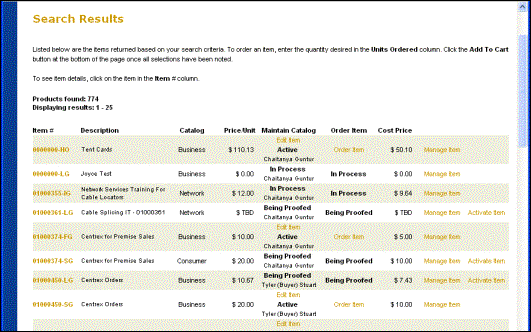 Search Results
Listed below are the items returned based on your search criteria. To order an item, enter the quantity desired in the Units Ordered column. Click the Add To Cart
button at the bottom of the page once all selections have been noted.
To see item details, click on the item in the Item # column.
Products found: 774
Displaying results: 1 - 25
Item # Description Catalog Price/Unit Maintain Catalog Order Item Cost Price
Edit Item
Tent Cards Business $ 110.13 Active Order Item $ 50.10 Manage Item
Chaitanya Guntur
Joyce Test Business $ 0.00 In Process In Process $ 0.00 Manage Item
Chaitanya Guntur
Network Services Training For
Cable Locators
01000355-IG Network $ 12.00 In Process In Process $ 9.64 Manage Item
Chaitanya Guntur
01000361-LG Cable Splicing IT - 01000361 Network $ TBD Being Proofed Being Proofed $ TBD Manage Item Activate Item
Chaitanya Guntur
Edit Item
01000374-FG Centrex for Premise Sales Business $ 10.00 Active Order Item $ 5.00 Manage Item
Chaitanya Guntur
01000374-SG Centrex for Premise Sales Consumer $ 20.00 Being Proofed Being Proofed $ 10.00 Manage Item Activate Item
Chaitanya Guntur
01000450-LG Centrex Orders Business $ 10.67 Being Proofed Being Proofed $ 7.43 Manage Item Activate Item
Tyler (Buyer) Stuart
Edit Item
01000450-SG Centrex Orders Business $ 20.00 Active Order Item $ 10.00 Manage Item
Tyler (Buyer) Stuart
Edit Item